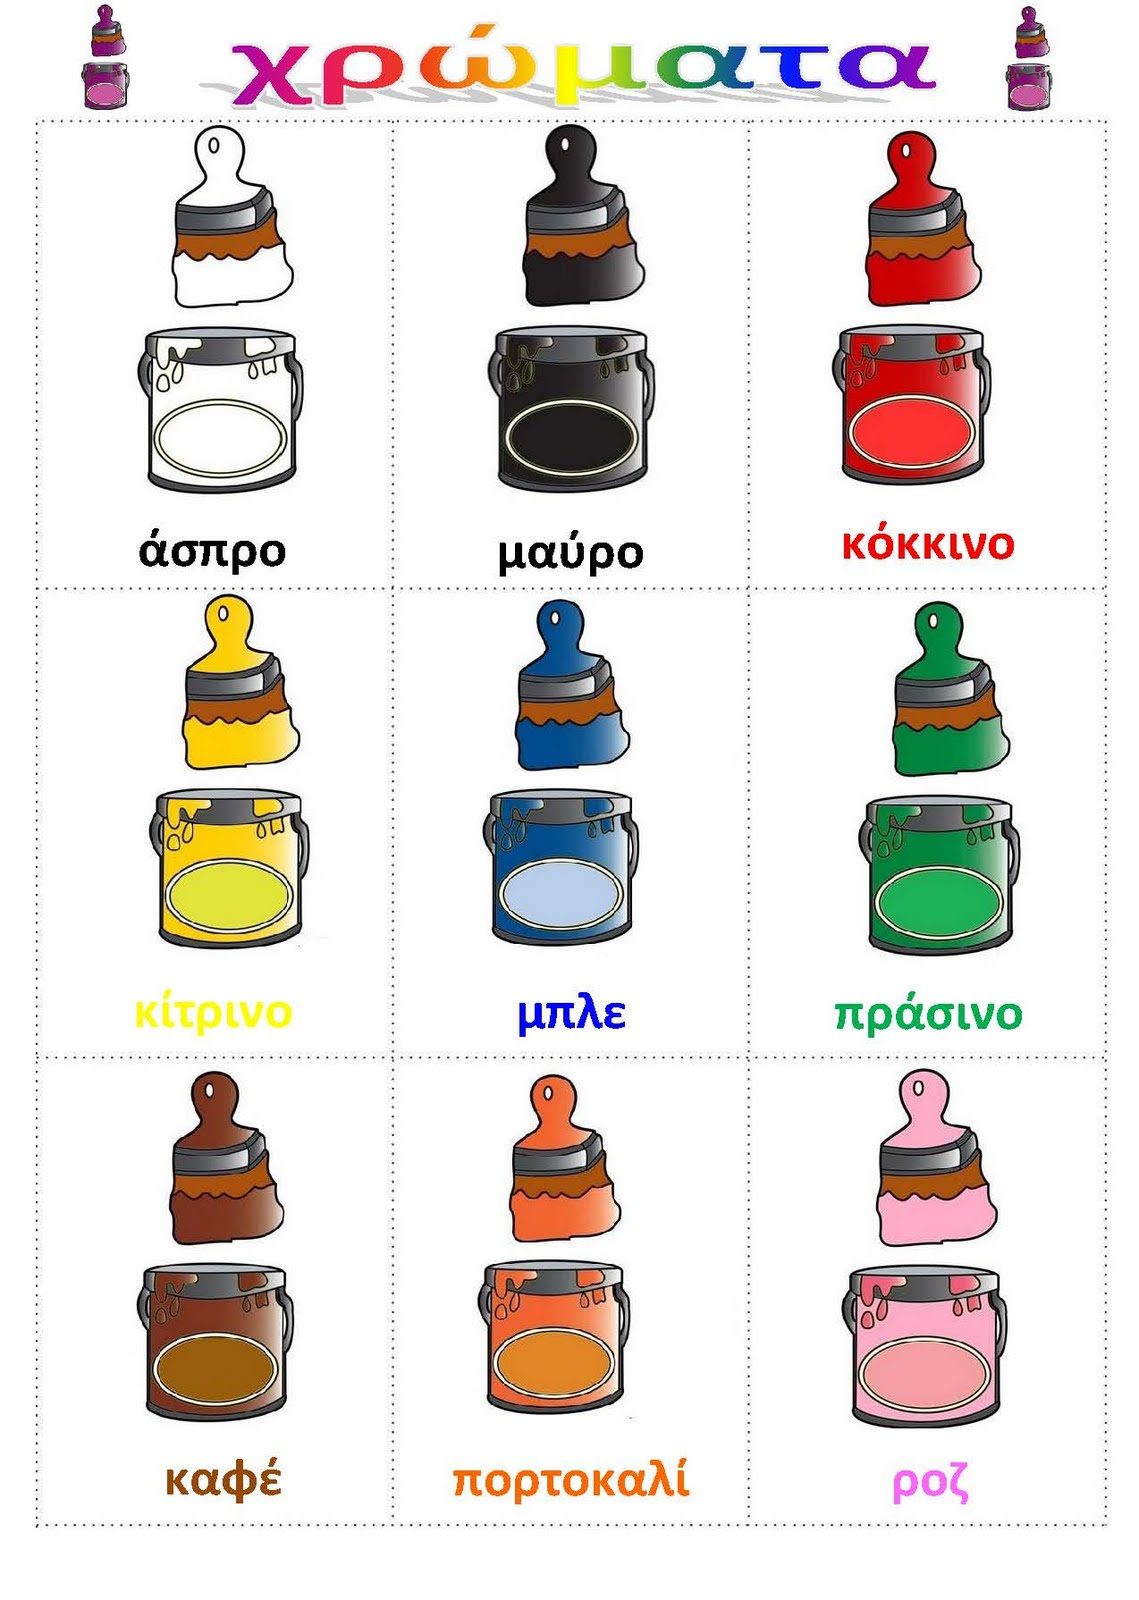 χρώματα
άσπρο
μαύρο
κόκκινο
κίτρινο
μπλε
πράσινο
καφέ
πορτοκαλί
ροζ